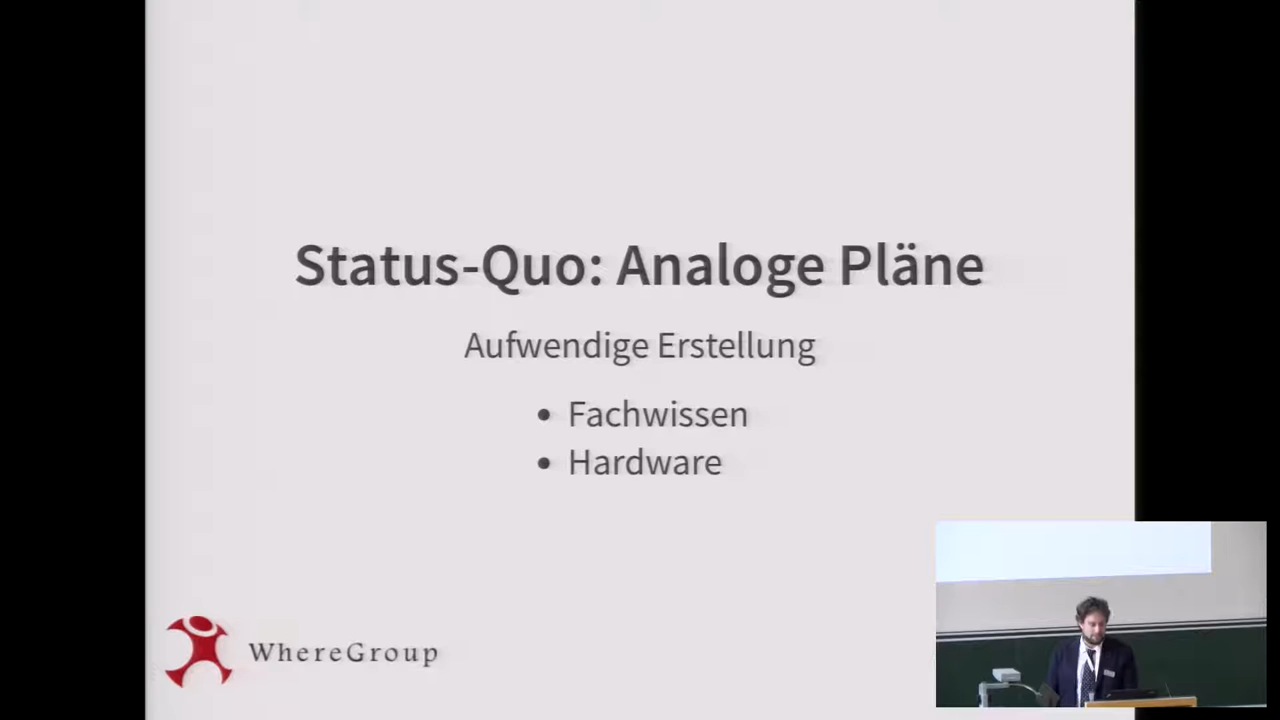 Status-Quo: Analoge Pläne
Aufwendige Erstellung
• Fachwissen
• Hardware
WhereGroup